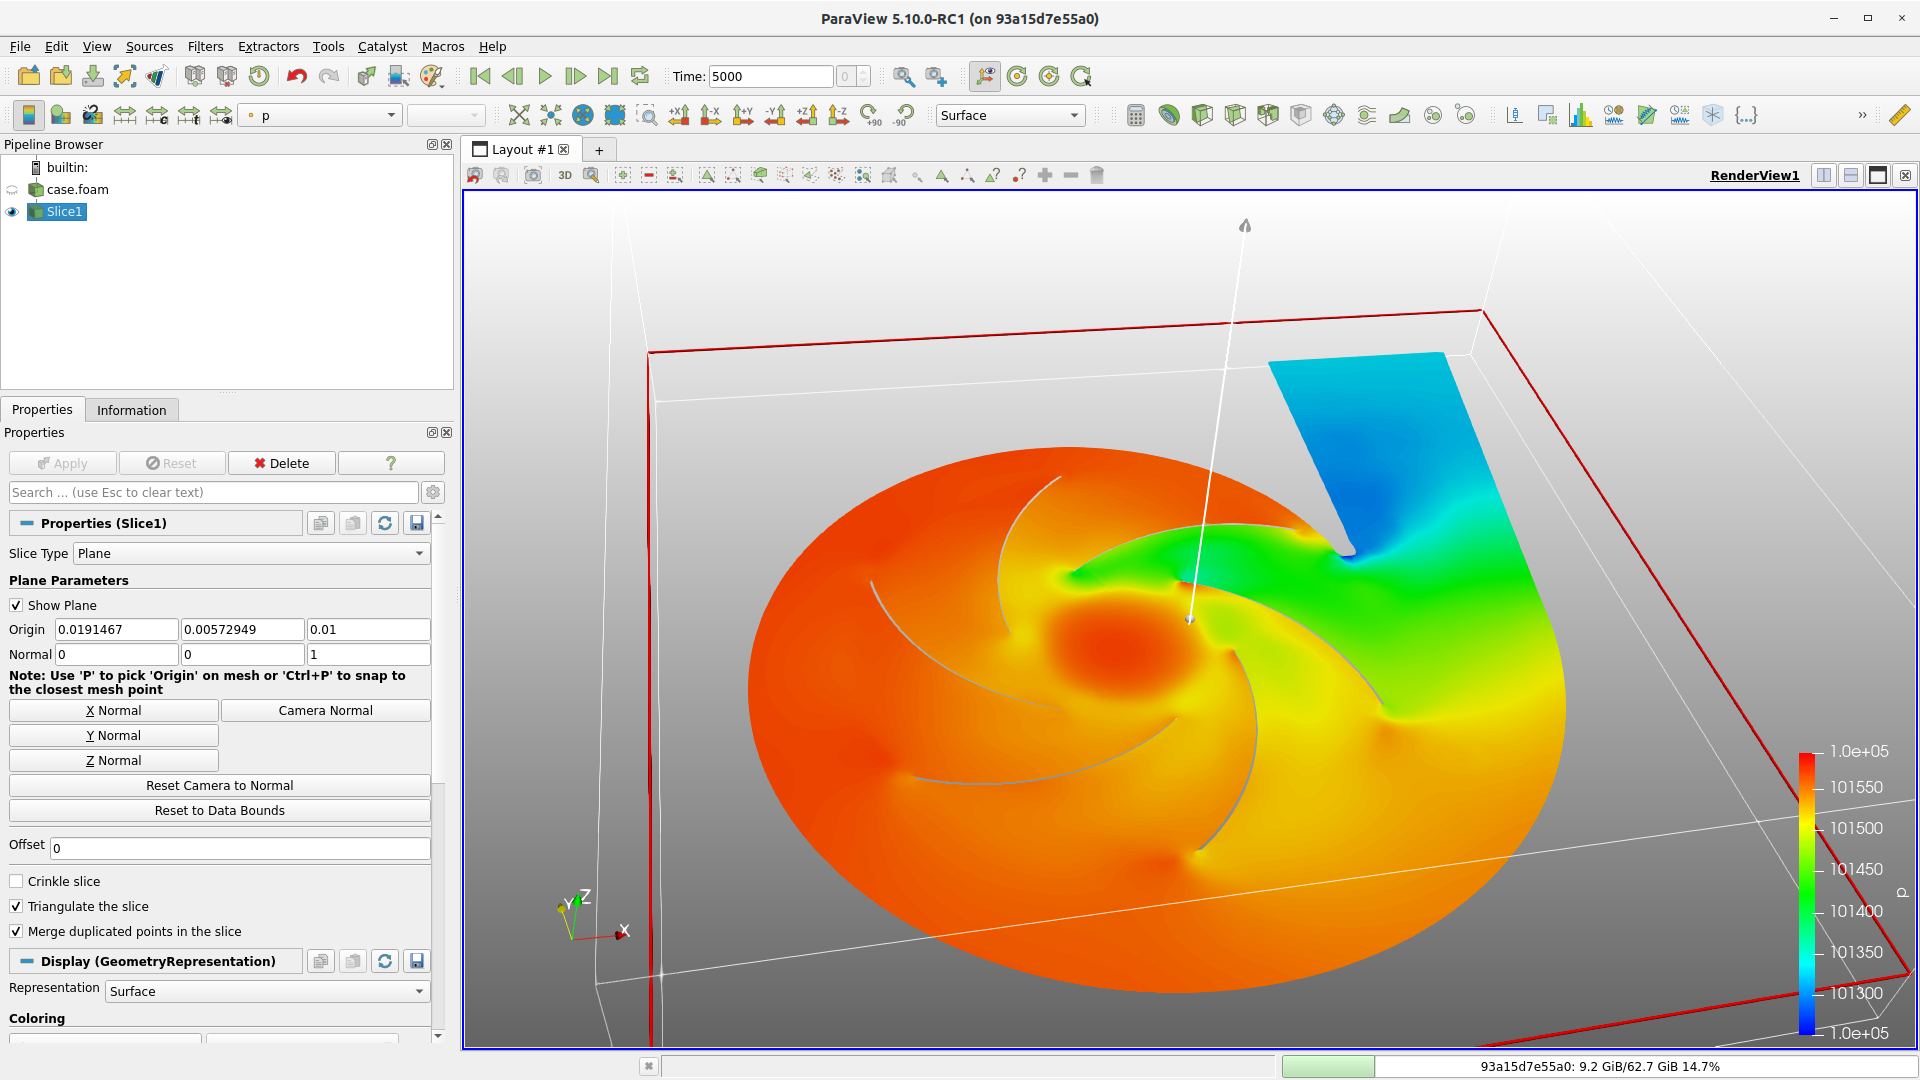 ParaView 5.10.0-RC1 (on 93a15d7e55a0)
File Edit View Sources Filters Extractors Tools Catalyst Macros Help
Time: 5000 0
p Surface
+X -X +Y -Y +Z -Z +90 -90
Pipeline Browser
builtin:
case.foam
Slice1
Layout #1 +
3D RenderView1
Properties Information
Properties
Apply Reset Delete ?
Search ... (use Esc to clear text)
Properties (Slice1)
Slice Type Plane
Plane Parameters
Show Plane
Origin 0.0191467 0.00572949 0.01
Normal 0 0 1
Note: Use 'P' to pick 'Origin' on mesh or 'Ctrl+P' to snap to
the closest mesh point
X Normal Camera Normal
Y Normal
Z Normal
Reset Camera to Normal
Reset to Data Bounds
Offset 0
Crinkle slice
Triangulate the slice
Merge duplicated points in the slice
Display (GeometryRepresentation)
Representation Surface
Coloring
Y Z X
1.0e+05
101550
101500
101450
p
101400
101350
101300
1.0e+05
93a15d7e55a0: 9.2 GiB/62.7 GiB 14.7%